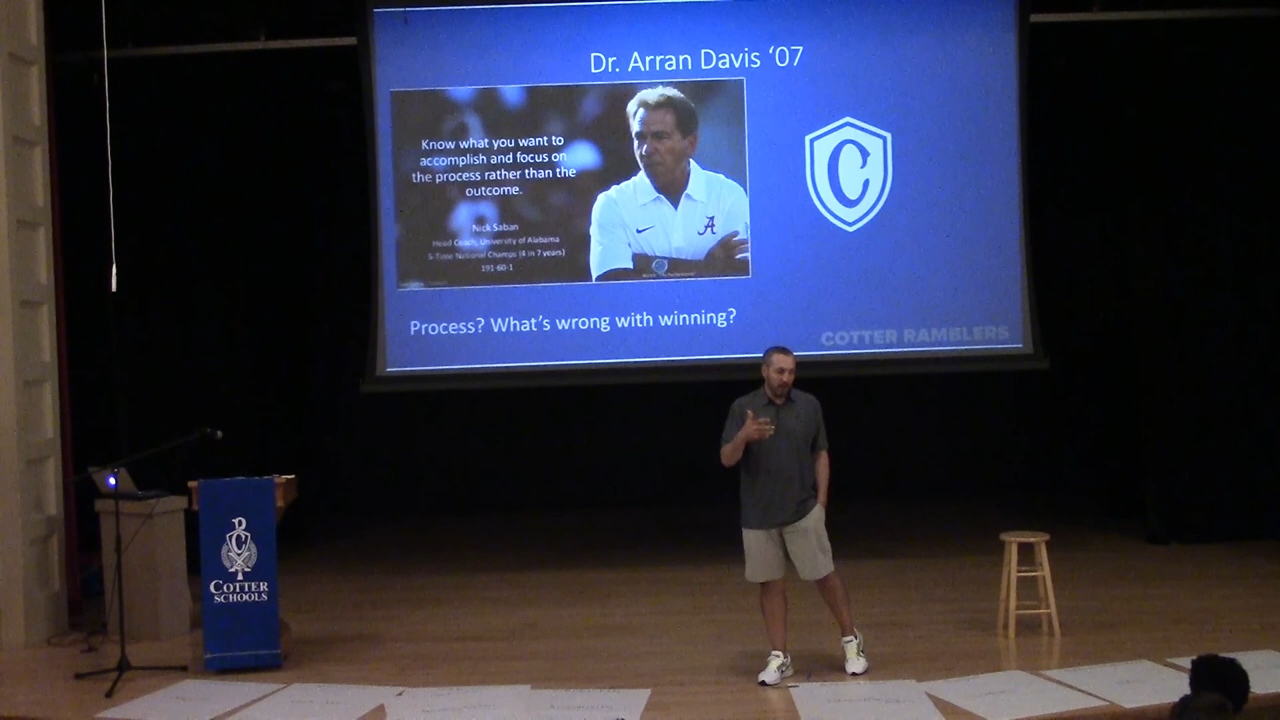 Dr. Arran Davis ‘07
Know what you want to
accomplish and focus on
the process rather than the
outcome.
Nick Saban
Head Coach, University of Alabama
5-Time National Champs (4 in 7 years)
191-60-1
A
C
Process? What's wrong with winning?
COTTER RAMBLERS
C
COTTER
SCHOOLS